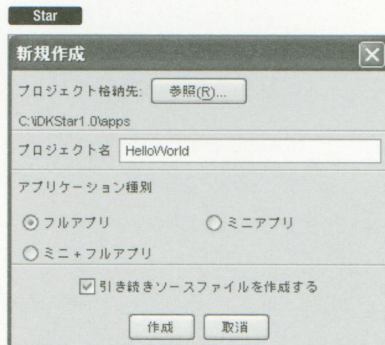 Star
新規作成
プロジェクト格納先: 参照(R)...
C:\iDKStar1.0\apps
プロジェクト名 HelloWorld
アプリケーション種別
フルアプリ ミニアプリ
ミニ+フルアプリ
引き続きソースファイルを作成する
作成 取消